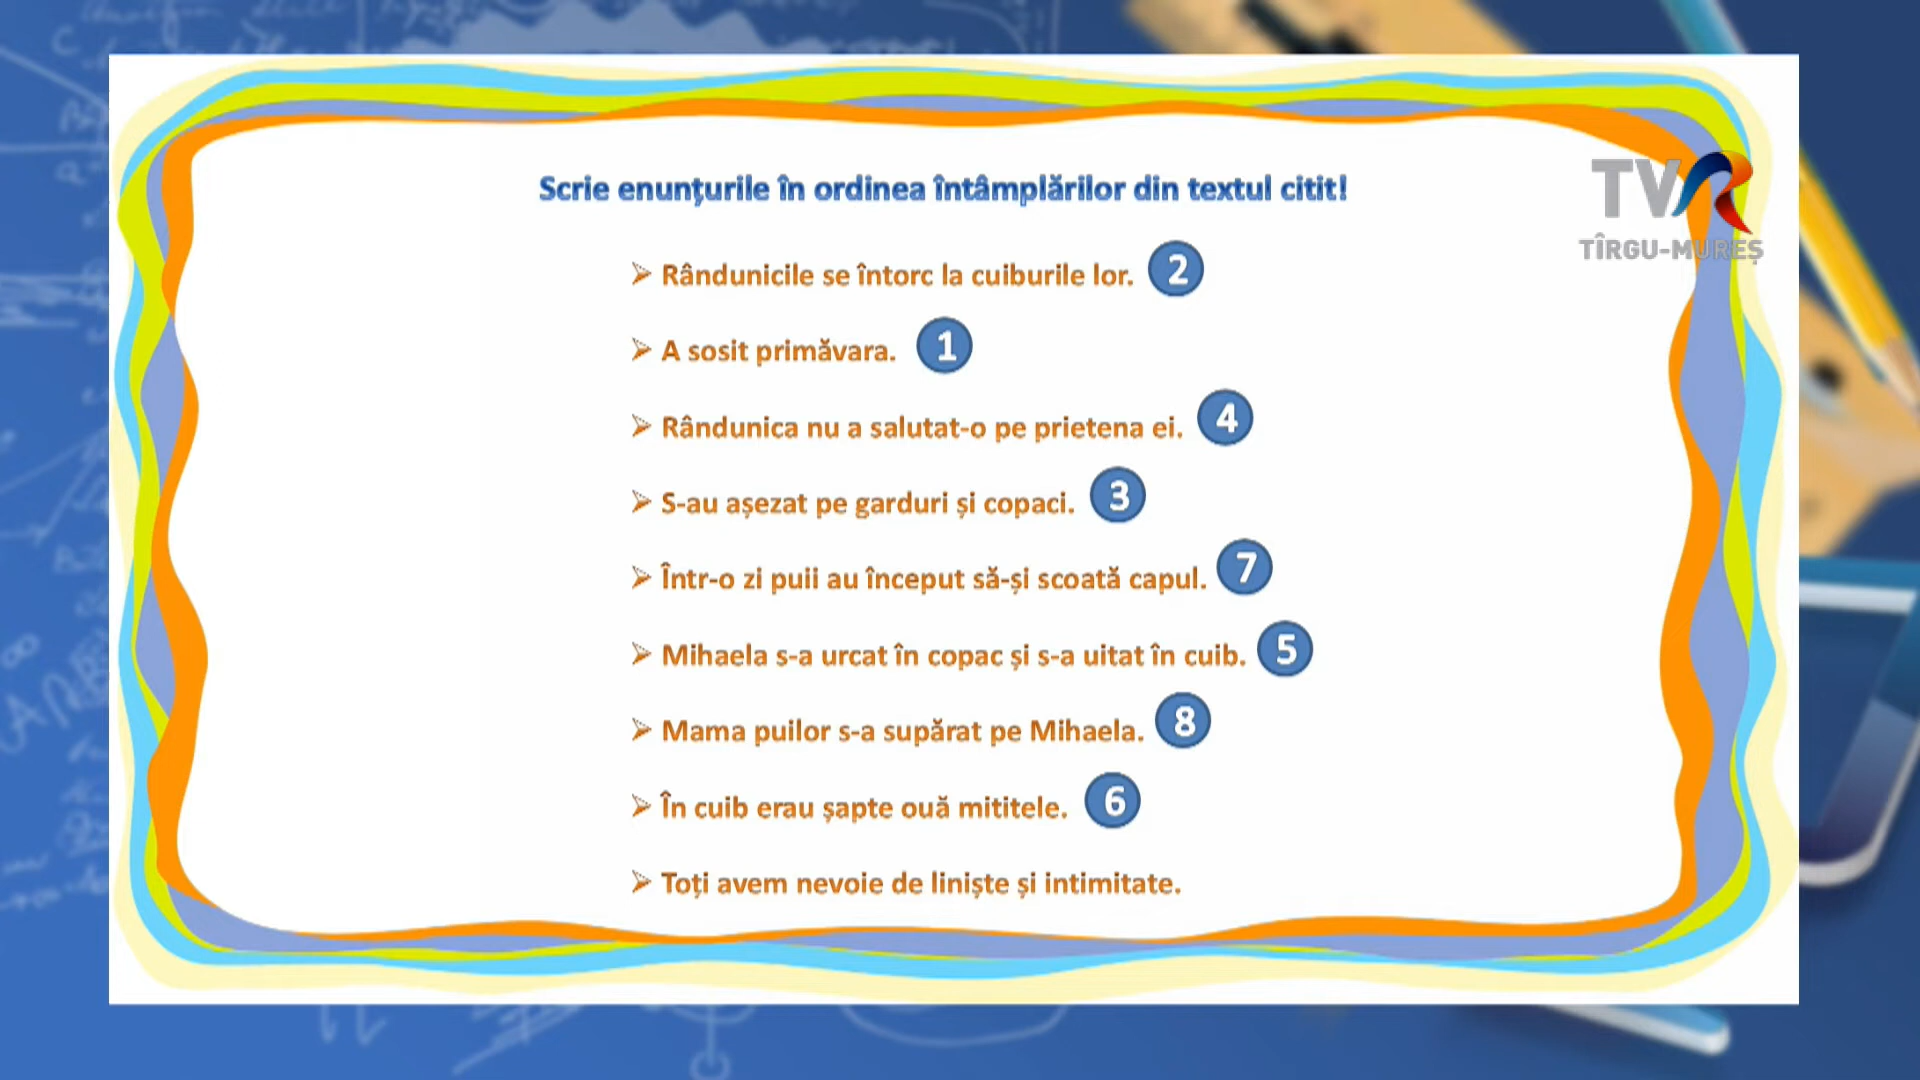 TVR
TÎRGU-MUREȘ
Scrie enunțurile în ordinea întâmplărilor din textul citit!
➢ Rândunicile se întorc la cuiburile lor. 2
➢ A sosit primăvara. 1
➢ Rândunica nu a salutat-o pe prietena ei. 4
➢ S-au așezat pe garduri și copaci. 3
➢ Într-o zi puii au început să-și scoată capul. 7
➢ Mihaela s-a urcat în copac și s-a uitat în cuib. 5
➢ Mama puilor s-a supărat pe Mihaela. 8
➢ În cuib erau șapte ouă mititele. 6
➢ Toți avem nevoie de liniște și intimitate.